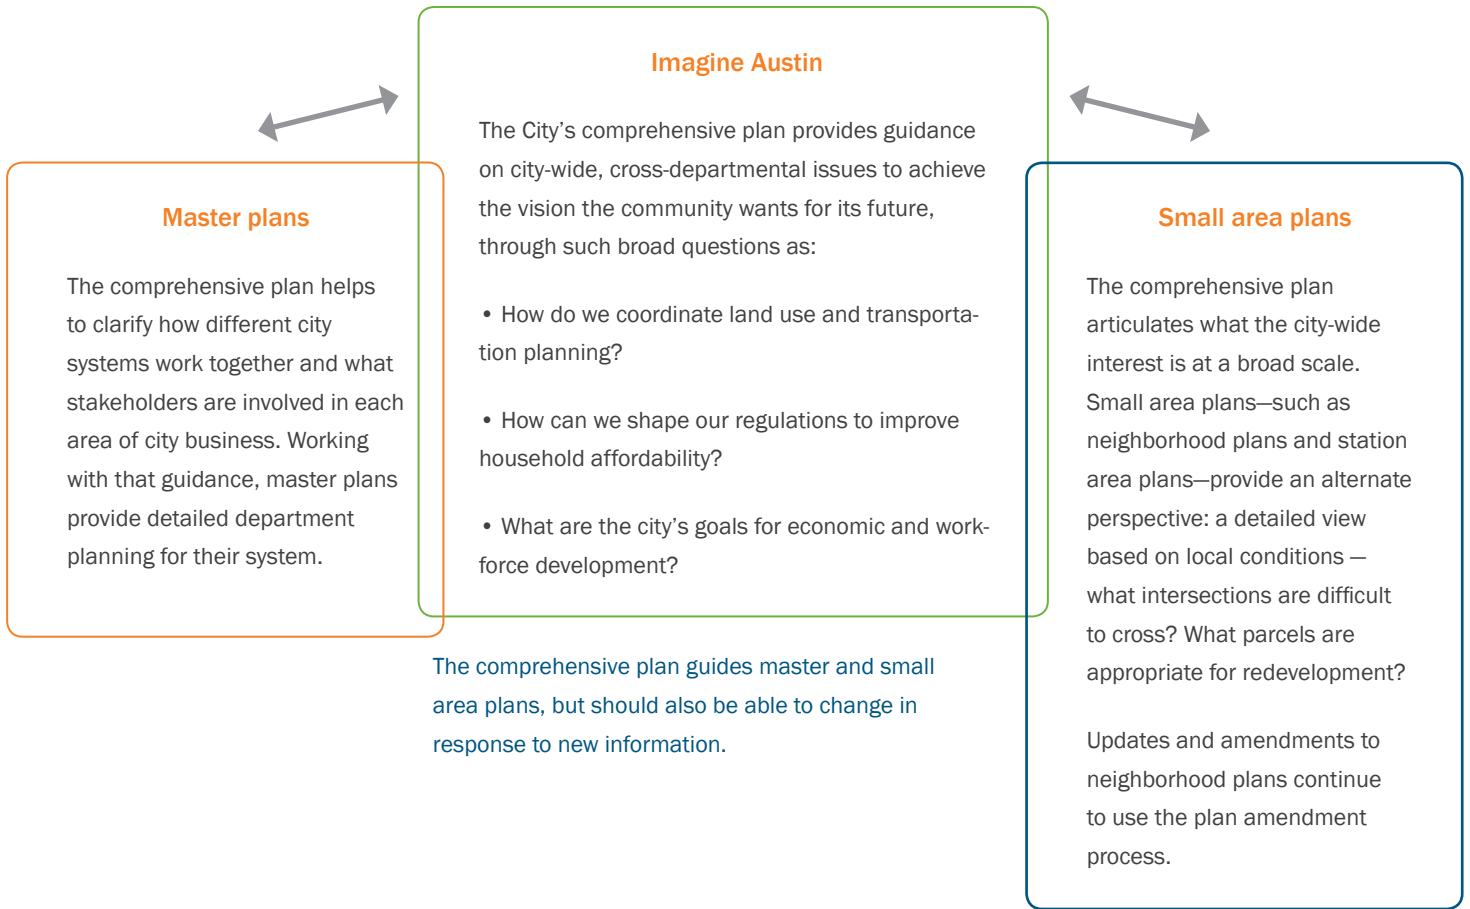 Imagine Austin
The City’s comprehensive plan provides guidance
on city-wide, cross-departmental issues to achieve
the vision the community wants for its future,
through such broad questions as:
• How do we coordinate land use and transporta-
tion planning?
• How can we shape our regulations to improve
household affordability?
• What are the city’s goals for economic and work-
force development?
Master plans
The comprehensive plan helps
to clarify how different city
systems work together and what
stakeholders are involved in each
area of city business. Working
with that guidance, master plans
provide detailed department
planning for their system.
Small area plans
The comprehensive plan
articulates what the city-wide
interest is at a broad scale.
Small area plans—such as
neighborhood plans and station
area plans—provide an alternate
perspective: a detailed view
based on local conditions —
what intersections are difficult
to cross? What parcels are
appropriate for redevelopment?
Updates and amendments to
neighborhood plans continue
to use the plan amendment
process.
The comprehensive plan guides master and small
area plans, but should also be able to change in
response to new information.